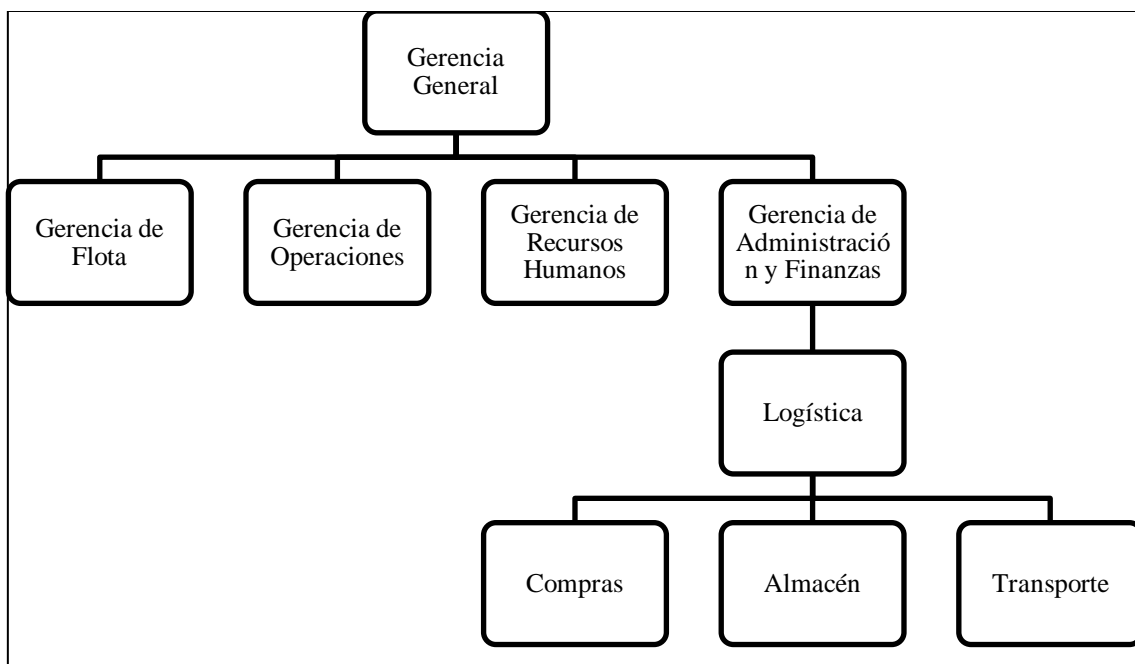 Gerencia
General
Gerencia de
Flota
Gerencia de
Operaciones
Gerencia de
Recursos
Humanos
Gerencia de
Administració
n y Finanzas
Logística
Compras
Almacén
Transporte